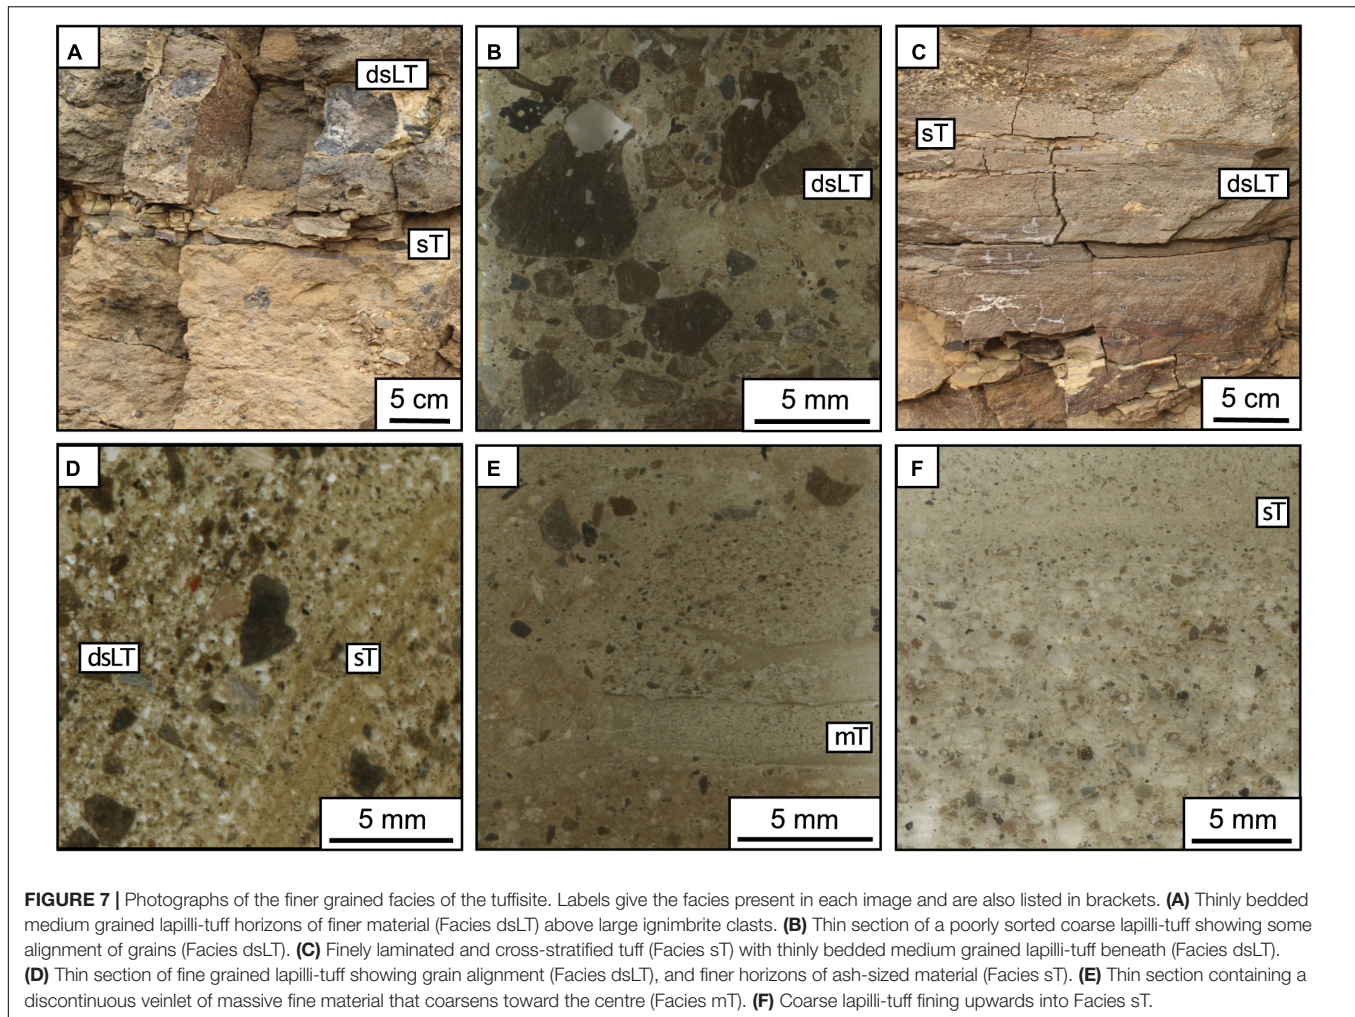 A
dsLT
sT
5 cm
B
dsLT
5 mm
C
sT
dsLT
5 cm
D
dsLT
sT
5 mm
E
mT
5 mm
F
sT
5 mm
FIGURE 7 | Photographs of the finer grained facies of the tuffisite. Labels give the facies present in each image and are also listed in brackets. (A) Thinly bedded
medium grained lapilli-tuff horizons of finer material (Facies dsLT) above large ignimbrite clasts. (B) Thin section of a poorly sorted coarse lapilli-tuff showing some
alignment of grains (Facies dsLT). (C) Finely laminated and cross-stratified tuff (Facies sT) with thinly bedded medium grained lapilli-tuff beneath (Facies dsLT).
(D) Thin section of fine grained lapilli-tuff showing grain alignment (Facies dsLT), and finer horizons of ash-sized material (Facies sT). (E) Thin section containing a
discontinuous veinlet of massive fine material that coarsens toward the centre (Facies mT). (F) Coarse lapilli-tuff fining upwards into Facies sT.